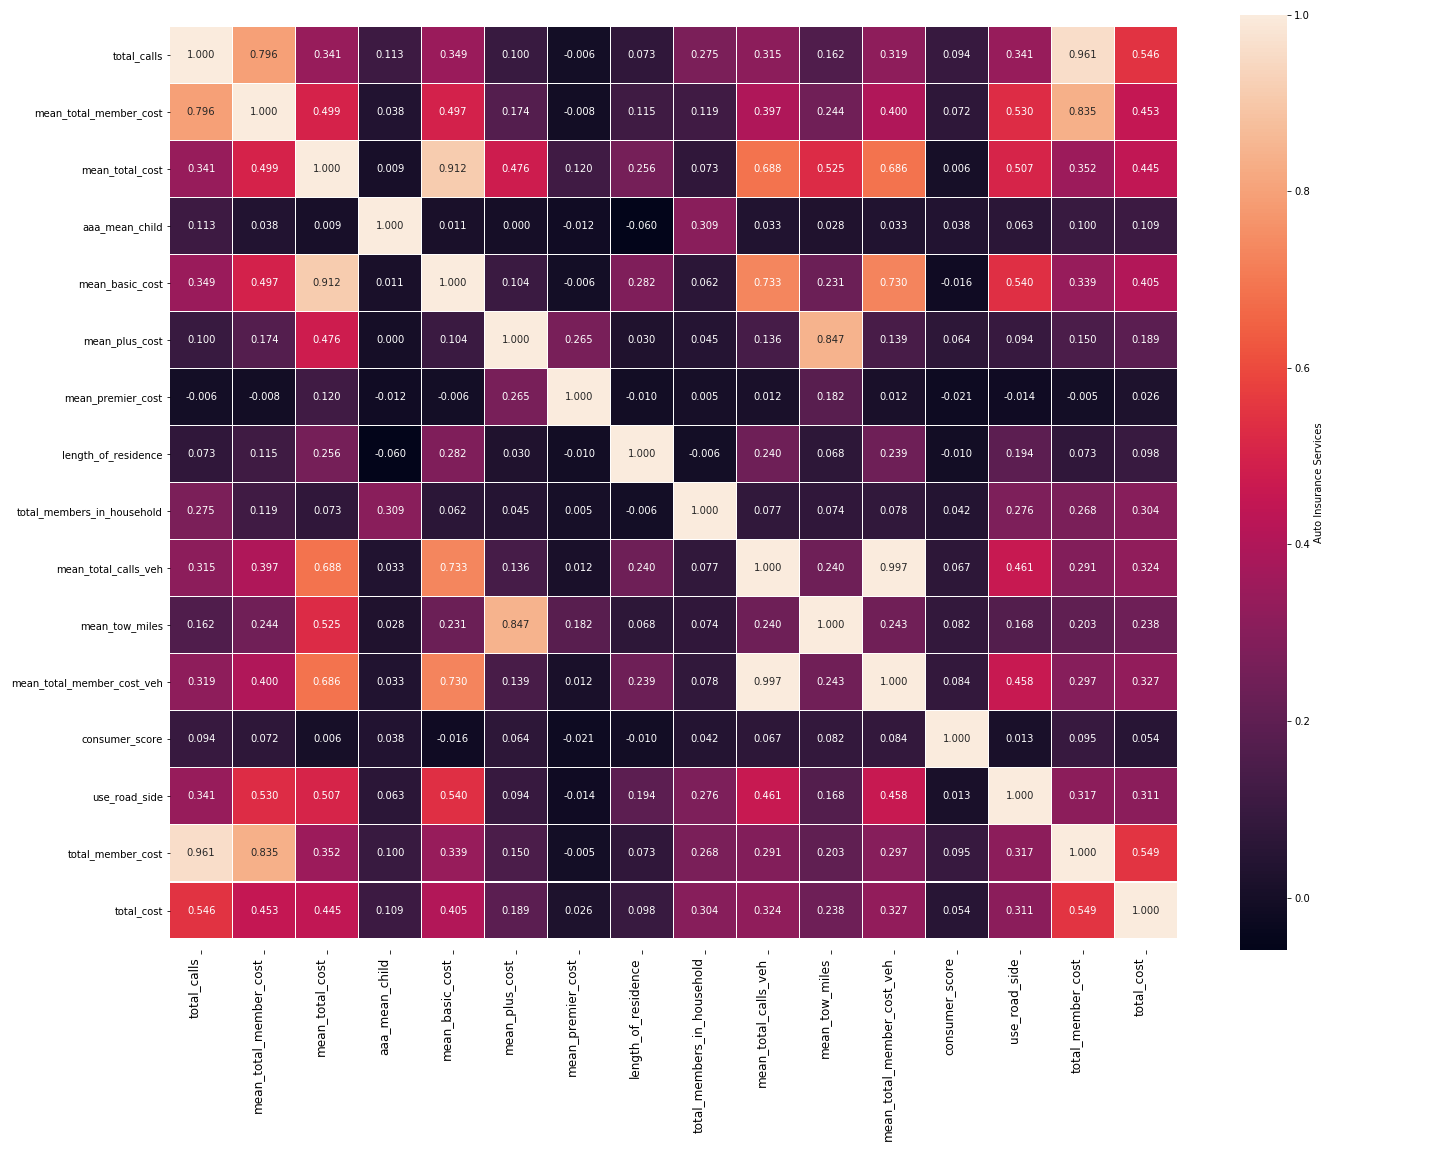 total_calls 1.000 0.796 0.341 0.113 0.349 0.100 -0.006 0.073 0.275 0.315 0.162 0.319 0.094 0.341 0.961 0.546
mean_total_member_cost 0.796 1.000 0.499 0.038 0.497 0.174 -0.008 0.115 0.119 0.397 0.244 0.400 0.072 0.530 0.835 0.453
mean_total_cost 0.341 0.499 1.000 0.009 0.912 0.476 0.120 0.256 0.073 0.688 0.525 0.686 0.006 0.507 0.352 0.445
aaa_mean_child 0.113 0.038 0.009 1.000 0.011 0.000 -0.012 -0.060 0.309 0.033 0.028 0.033 0.038 0.063 0.100 0.109
mean_basic_cost 0.349 0.497 0.912 0.011 1.000 0.104 -0.006 0.282 0.062 0.733 0.231 0.730 -0.016 0.540 0.339 0.405
mean_plus_cost 0.100 0.174 0.476 0.000 0.104 1.000 0.265 0.030 0.045 0.136 0.847 0.139 0.064 0.094 0.150 0.189
mean_premier_cost -0.006 -0.008 0.120 -0.012 -0.006 0.265 1.000 -0.010 0.005 0.012 0.182 0.012 -0.021 -0.014 -0.005 0.026
length_of_residence 0.073 0.115 0.256 -0.060 0.282 0.030 -0.010 1.000 -0.006 0.240 0.068 0.239 -0.010 0.194 0.073 0.098
total_members_in_household 0.275 0.119 0.073 0.309 0.062 0.045 0.005 -0.006 1.000 0.077 0.074 0.078 0.042 0.276 0.268 0.304
mean_total_calls_veh 0.315 0.397 0.688 0.033 0.733 0.136 0.012 0.240 0.077 1.000 0.240 0.997 0.067 0.461 0.291 0.324
mean_tow_miles 0.162 0.244 0.525 0.028 0.231 0.847 0.182 0.068 0.074 0.240 1.000 0.243 0.082 0.168 0.203 0.238
mean_total_member_cost_veh 0.319 0.400 0.686 0.033 0.730 0.139 0.012 0.239 0.078 0.997 0.243 1.000 0.084 0.458 0.297 0.327
consumer_score 0.094 0.072 0.006 0.038 -0.016 0.064 -0.021 -0.010 0.042 0.067 0.082 0.084 1.000 0.013 0.095 0.054
use_road_side 0.341 0.530 0.507 0.063 0.540 0.094 -0.014 0.194 0.276 0.461 0.168 0.458 0.013 1.000 0.317 0.311
total_member_cost 0.961 0.835 0.352 0.100 0.339 0.150 -0.005 0.073 0.268 0.291 0.203 0.297 0.095 0.317 1.000 0.549
total_cost 0.546 0.453 0.445 0.109 0.405 0.189 0.026 0.098 0.304 0.324 0.238 0.327 0.054 0.311 0.549 1.000
total_calls
mean_total_member_cost
mean_total_cost
aaa_mean_child
mean_basic_cost
mean_plus_cost
mean_premier_cost
length_of_residence
total_members_in_household
mean_total_calls_veh
mean_tow_miles
mean_total_member_cost_veh
consumer_score
use_road_side
total_member_cost
total_cost
1.0
0.8
0.6
0.4
0.2
0.0
Auto Insurance Services